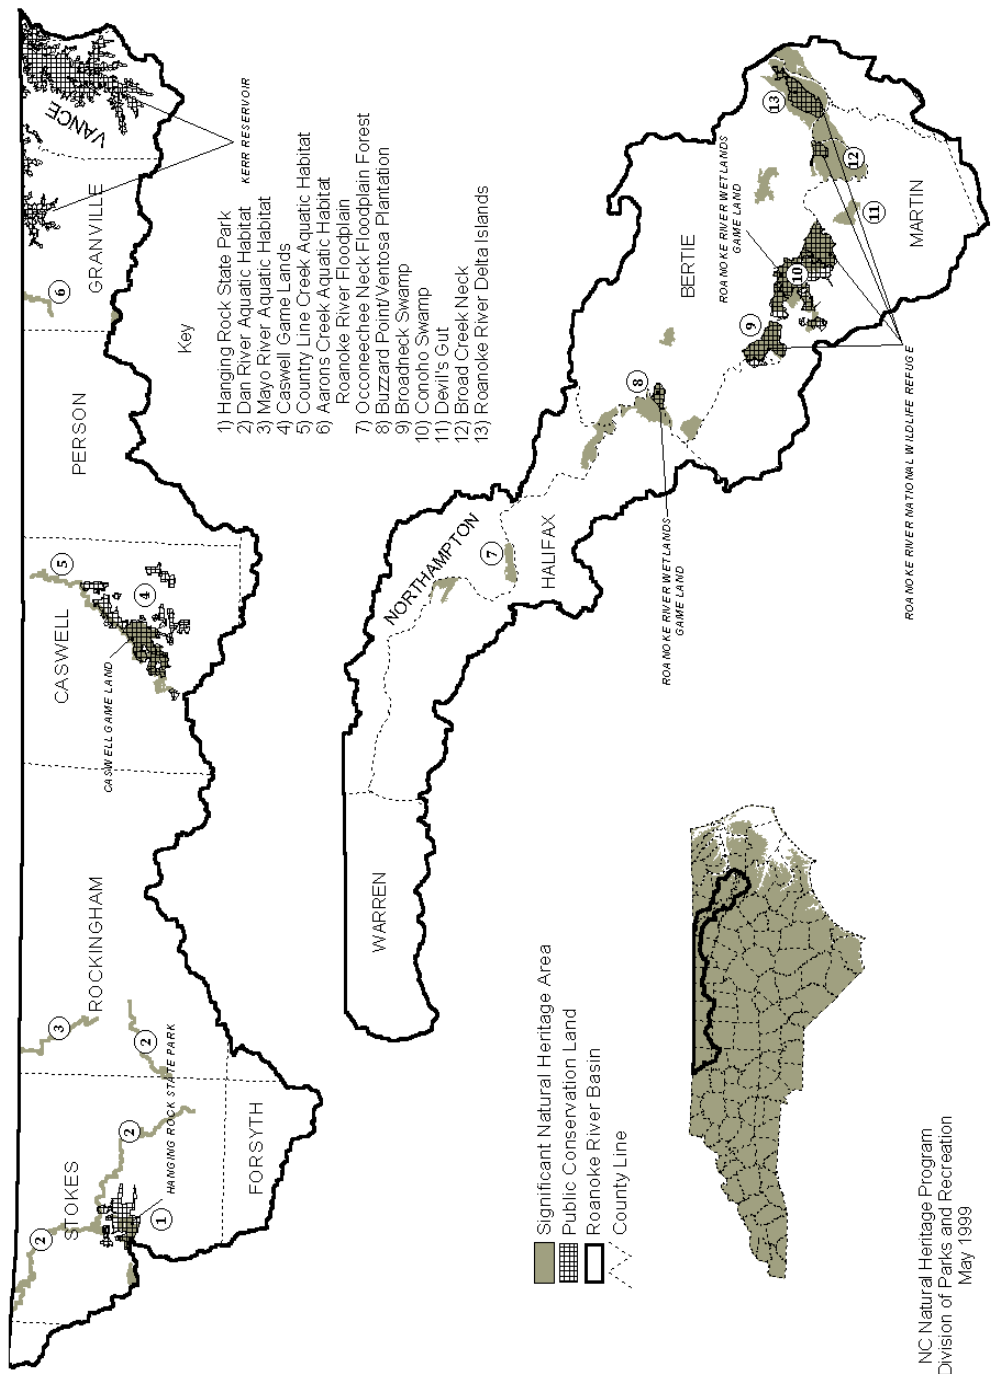 STOKES
ROCKINGHAM
CASWELL
PERSON
GRANVILLE
VANCE
FORSYTH
2
2
2
3
1
4
5
6
HANGING ROCK STATE PARK
CASWELL GAME LAND
KERR RESERVOIR
Key
1) Hanging Rock State Park
2) Dan River Aquatic Habitat
3) Mayo River Aquatic Habitat
4) Caswell Game Lands
5) Country Line Creek Aquatic Habitat
6) Aarons Creek Aquatic Habitat
Roanoke River Floodplain
7) Occoneechee Neck Floodplain Forest
8) Buzzard Point/Ventosa Plantation
9) Broadneck Swamp
10) Conoho Swamp
11) Devil's Gut
12) Broad Creek Neck
13) Roanoke River Delta Islands
WARREN
NORTHAMPTON
HALIFAX
BERTIE
MARTIN
7
8
9
10
11
12
13
ROANOKE RIVER WETLANDS
GAME LAND
ROANOKE RIVER WETLANDS
GAME LAND
ROANOKE RIVER NATIONAL WILDLIFE REFUGE
Significant Natural Heritage Area
Public Conservation Land
Roanoke River Basin
County Line
NC Natural Heritage Program
Division of Parks and Recreation
May 1999